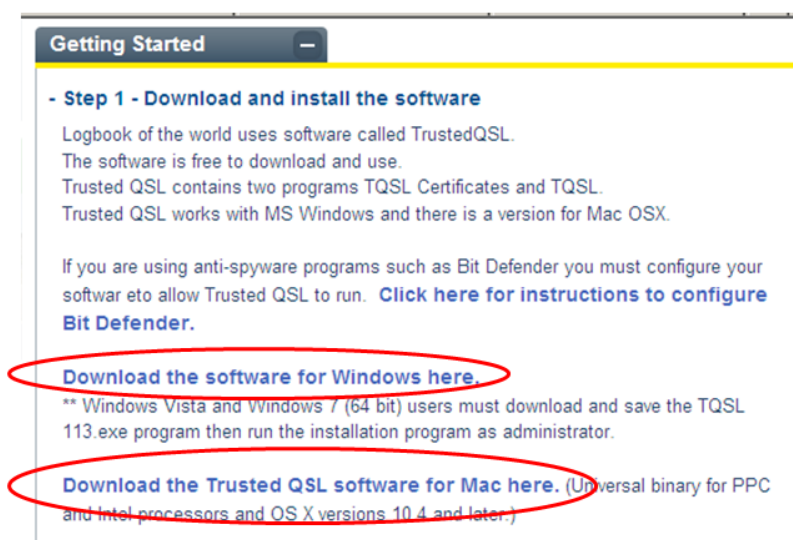 Getting Started
- Step 1 - Download and install the software
Logbook of the world uses software called TrustedQSL.
The software is free to download and use.
Trusted QSL contains two programs TQSL Certificates and TQSL.
Trusted QSL works with MS Windows and there is a version for Mac OSX.
If you are using anti-spyware programs such as Bit Defender you must configure your
softwar eto allow Trusted QSL to run. Click here for instructions to configure
Bit Defender.
Download the software for Windows here.
** Windows Vista and Windows 7 (64 bit) users must download and save the TQSL
113.exe program then run the installation program as administrator.
Download the Trusted QSL software for Mac here. (Universal binary for PPC
and Intel processors and OS X versions 10.4 and later.)